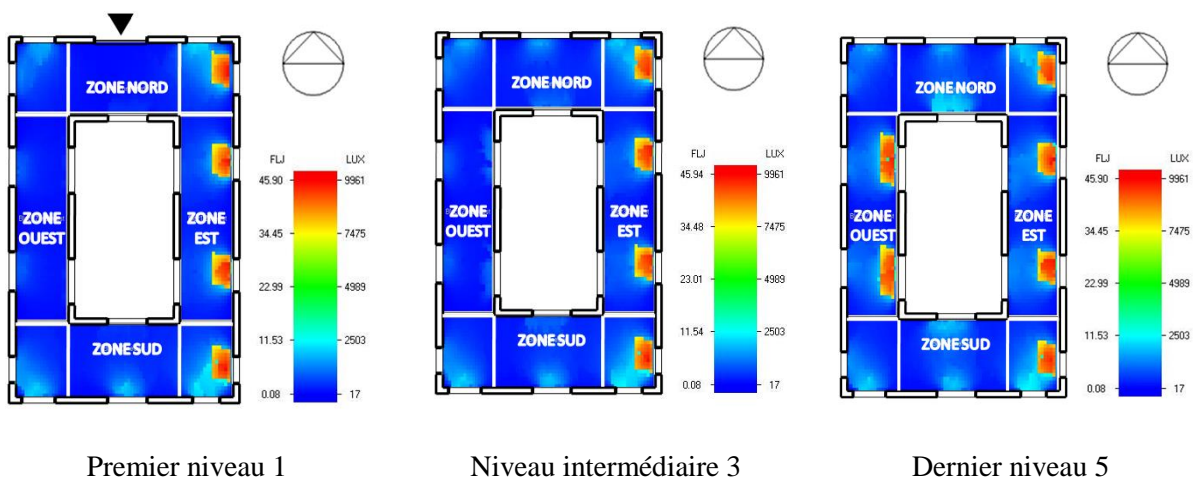 ZONE NORD
ZONE OUEST
ZONE EST
ZONE SUD
FLJ LUX
45.90 9961
34.45 7475
22.99 4989
11.53 2503
0.08 17
Premier niveau 1
ZONE NORD
ZONE OUEST
ZONE EST
ZONE SUD
FLJ LUX
45.94 9961
34.48 7475
23.01 4989
11.54 2503
0.08 17
Niveau intermédiaire 3
ZONE NORD
ZONE OUEST
ZONE EST
ZONE SUD
FLJ LUX
45.90 9961
34.45 7475
22.99 4989
11.53 2503
0.08 17
Dernier niveau 5